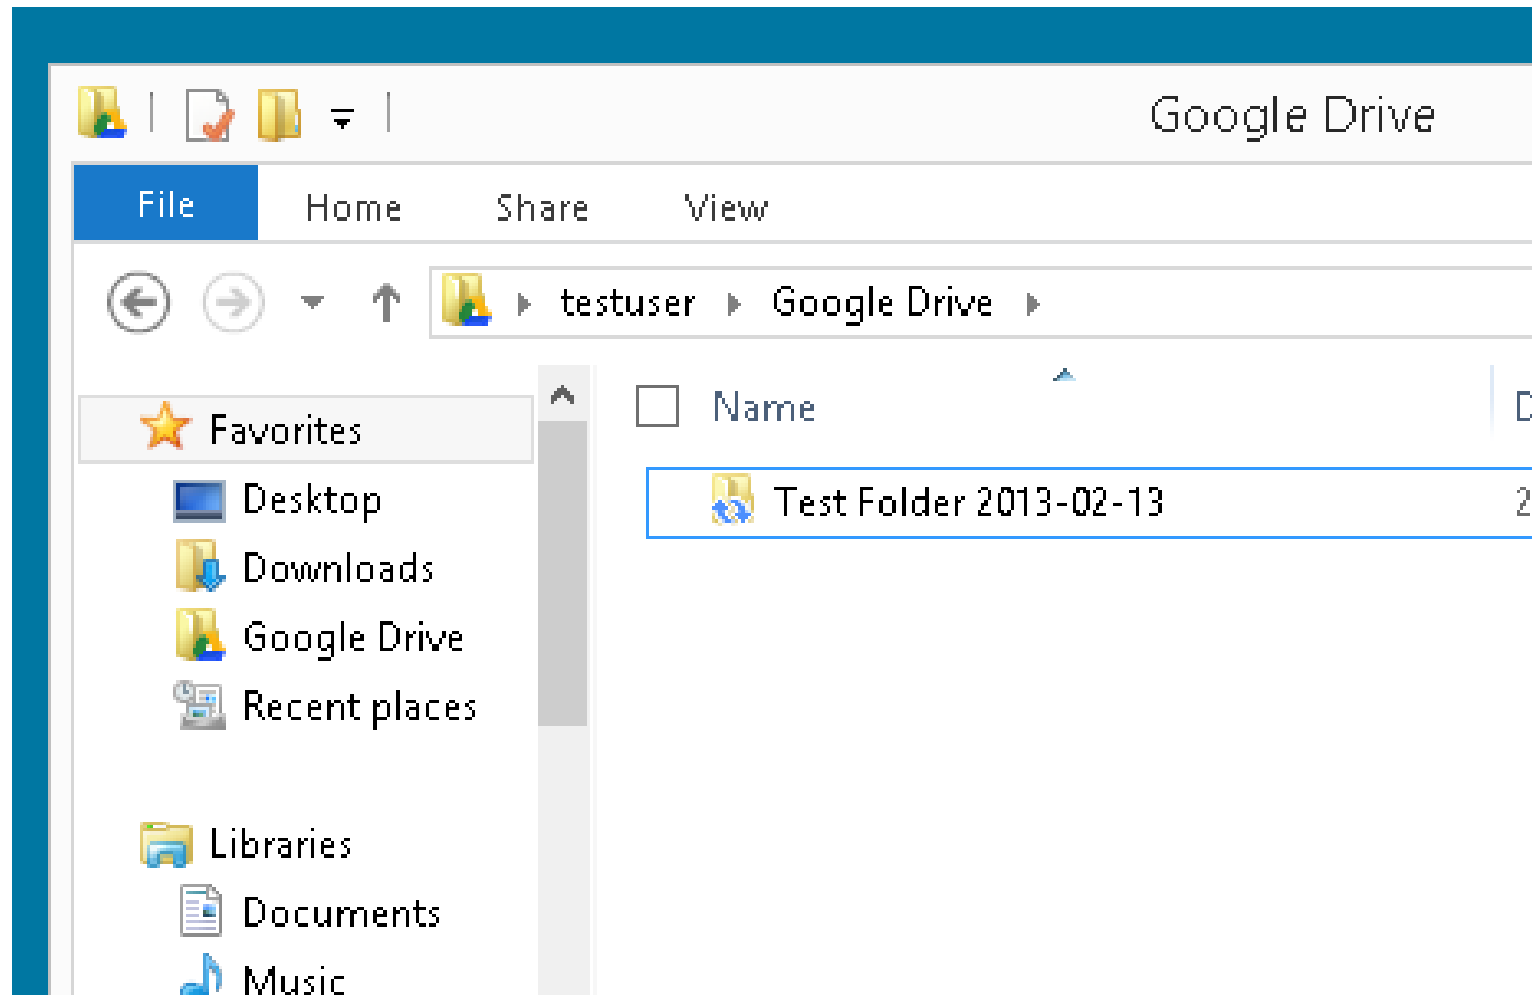 Google Drive
File Home Share View
testuser Google Drive
Name
Favorites
Test Folder 2013-02-13
Desktop
Downloads
Google Drive
Recent places
Libraries
Documents
Music